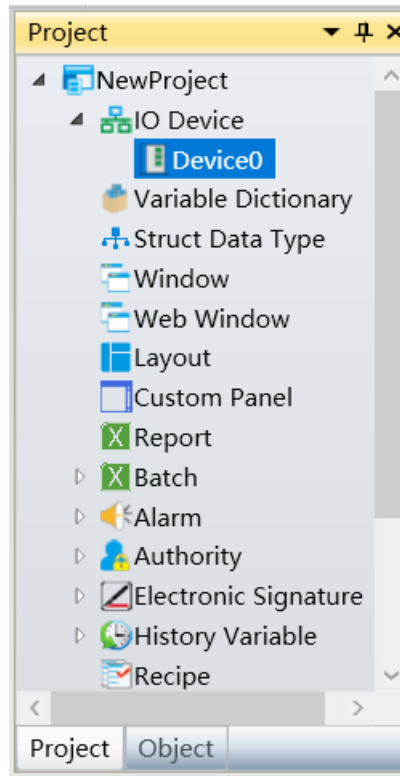 Project
NewProject
IO Device
Device0
Variable Dictionary
Struct Data Type
Window
Web Window
Layout
Custom Panel
Report
Batch
Alarm
Authority
Electronic Signature
History Variable
Recipe
Project Object